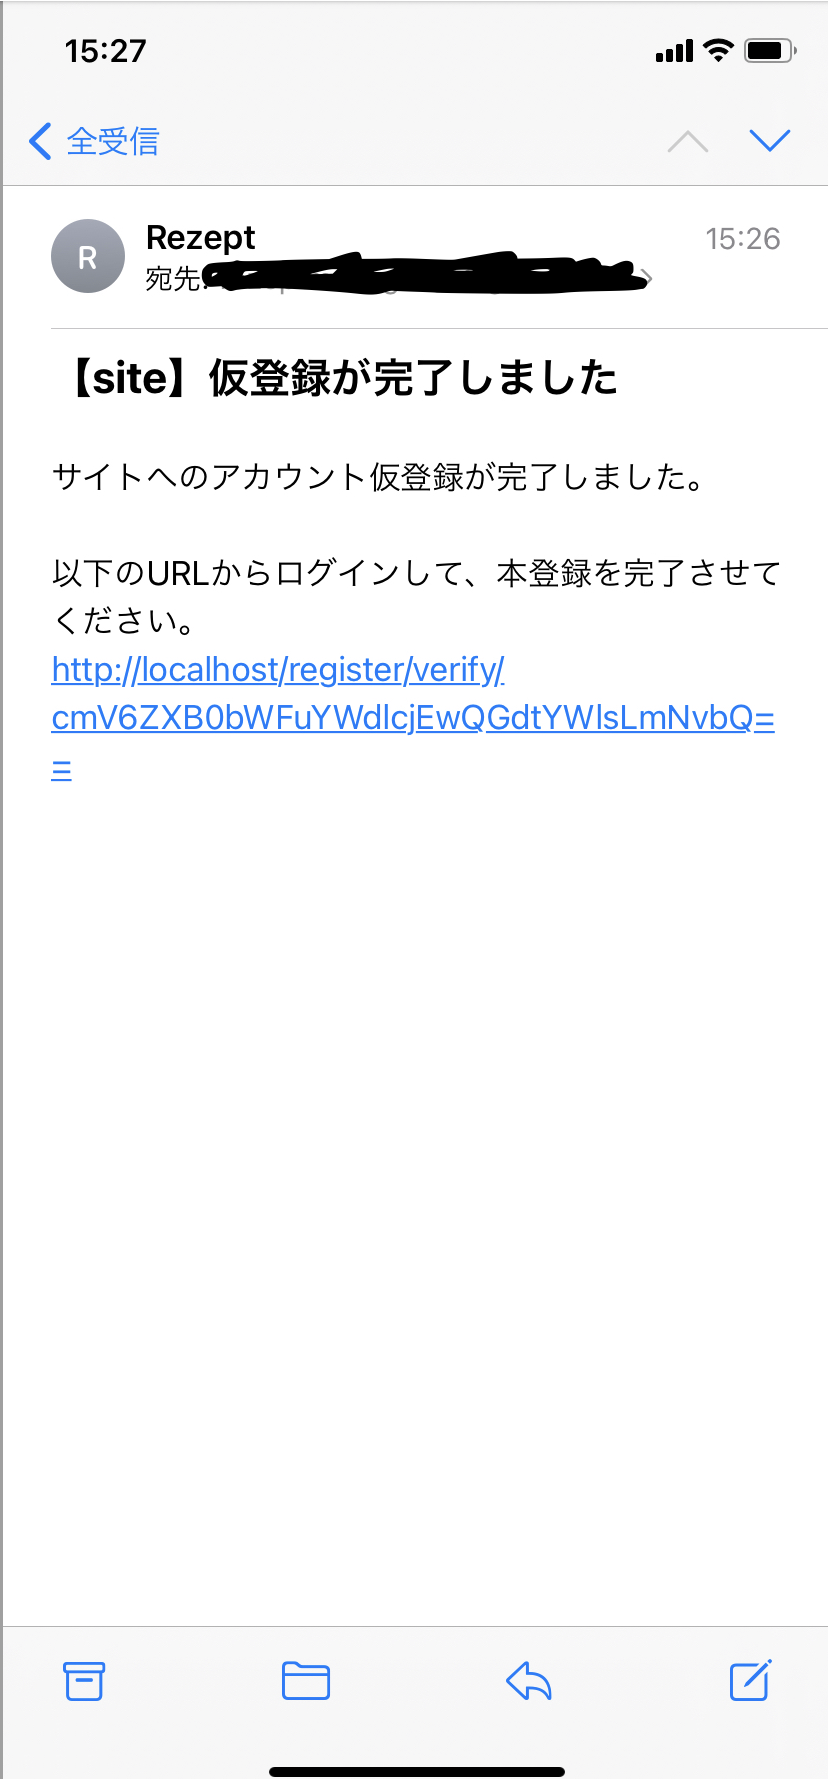 15:27
全受信
R
Rezept
15:26
宛先:
【site】仮登録が完了しました
サイトへのアカウント仮登録が完了しました。
以下のURLからログインして、本登録を完了させて
ください。
http://localhost/register/verify/
cmV6ZXB0bWFuYWdlcjEwQGdtYWlsLmNvbQ=
=